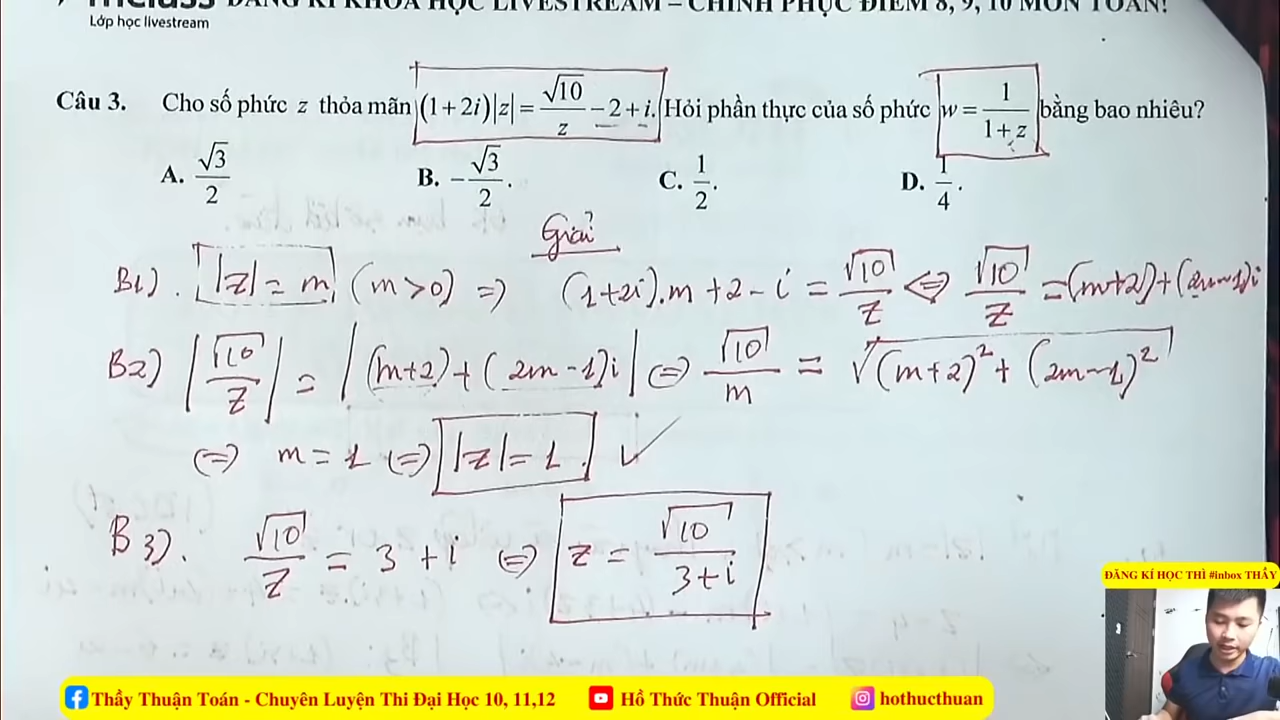 ĐĂNG KÍ KHÓA HỌC LIVESTREAM – CHINH PHỤC ĐIỂM 8, 9, 10 MÔN TOÁN!
Lớp học livestream
Câu 3. Cho số phức z thỏa mãn (1+2i)|z| = √10/z − 2 + i. Hỏi phần thực của số phức w = 1/(1+z) bằng bao nhiêu?
A. √3/2 B. −√3/2. C. 1/2. D. 1/4.
Giải
B1). |z| = m (m>0) => (1+2i).m + 2 - i = √10/z <=> √10/z = (m+2) + (2m-1)i
B2) |√10/z| = |(m+2) + (2m-1)i| <=> √10/m = √((m+2)² + (2m-1)²)
<=> m = 1 <=> |z| = 1.
B3). √10/z = 3 + i <=> z = √10/(3+i)
ĐĂNG KÍ HỌC THÌ #inbox THẦY
Thầy Thuận Toán - Chuyên Luyện Thi Đại Học 10, 11,12 Hồ Thức Thuận Official hothucthuan